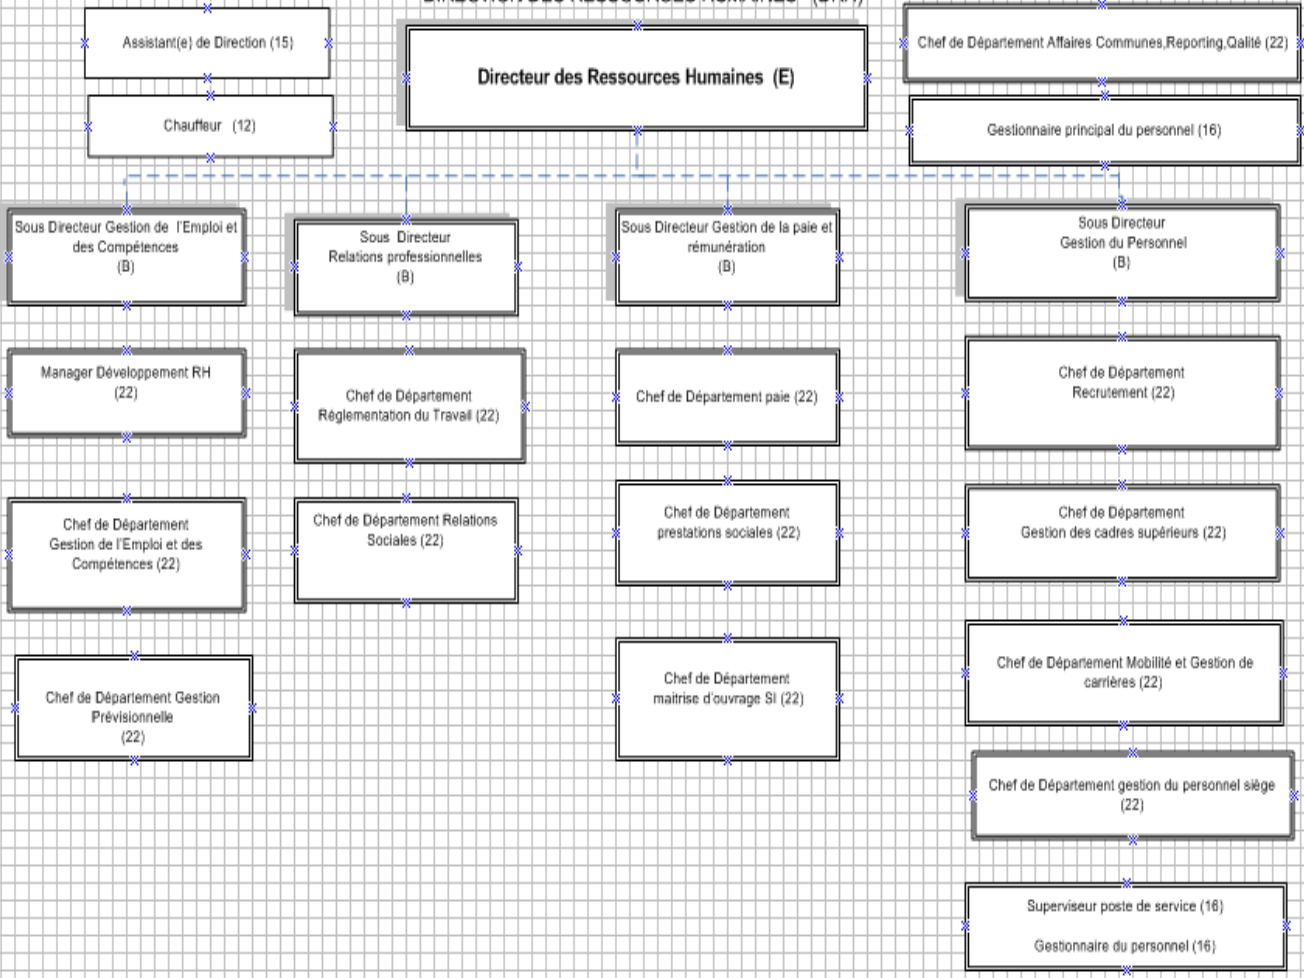 DIRECTION DES RESSOURCES HUMAINES (DRH)
Assistant(e) de Direction (15)
Chauffeur (12)
Directeur des Ressources Humaines (E)
Chef de Département Affaires Communes,Reporting,Qalité (22)
Gestionnaire principal du personnel (16)
Sous Directeur Gestion de l'Emploi et
des Compétences
(B)
Sous Directeur
Relations professionnelles
(B)
Sous Directeur Gestion de la paie et
rémunération
(B)
Sous Directeur
Gestion du Personnel
(B)
Manager Développement RH
(22)
Chef de Département
Réglementation du Travail (22)
Chef de Département paie (22)
Chef de Département
Recrutement (22)
Chef de Département
Gestion de l'Emploi et des
Compétences (22)
Chef de Département Relations
Sociales (22)
Chef de Département
prestations sociales (22)
Chef de Département
Gestion des cadres supérieurs (22)
Chef de Département Gestion
Prévisionnelle
(22)
Chef de Département
maitrise d'ouvrage SI (22)
Chef de Département Mobilité et Gestion de
carrières (22)
Chef de Département gestion du personnel siège
(22)
Superviseur poste de service (16)
Gestionnaire du personnel (16)